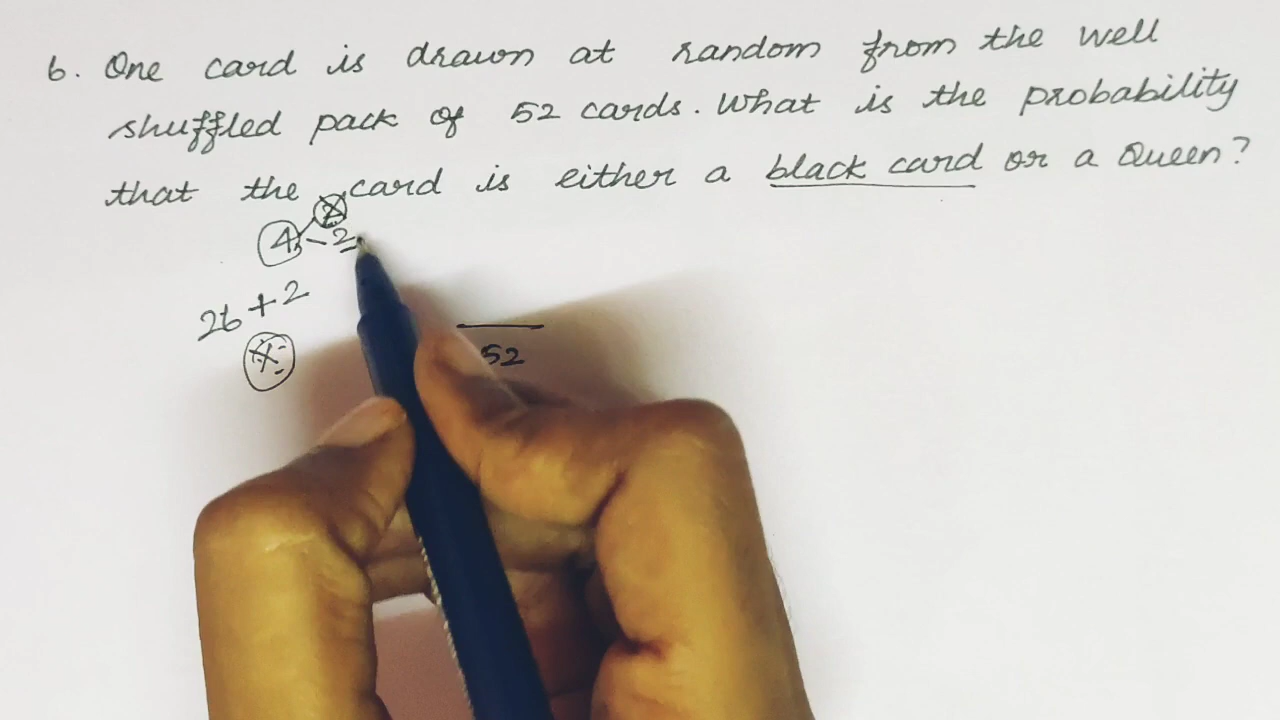 6. One card is drawn at random from the well
shuffled pack of 52 cards. What is the probability
that the card is either a black card or a Queen?
2
4 - 2
26 + 2
52